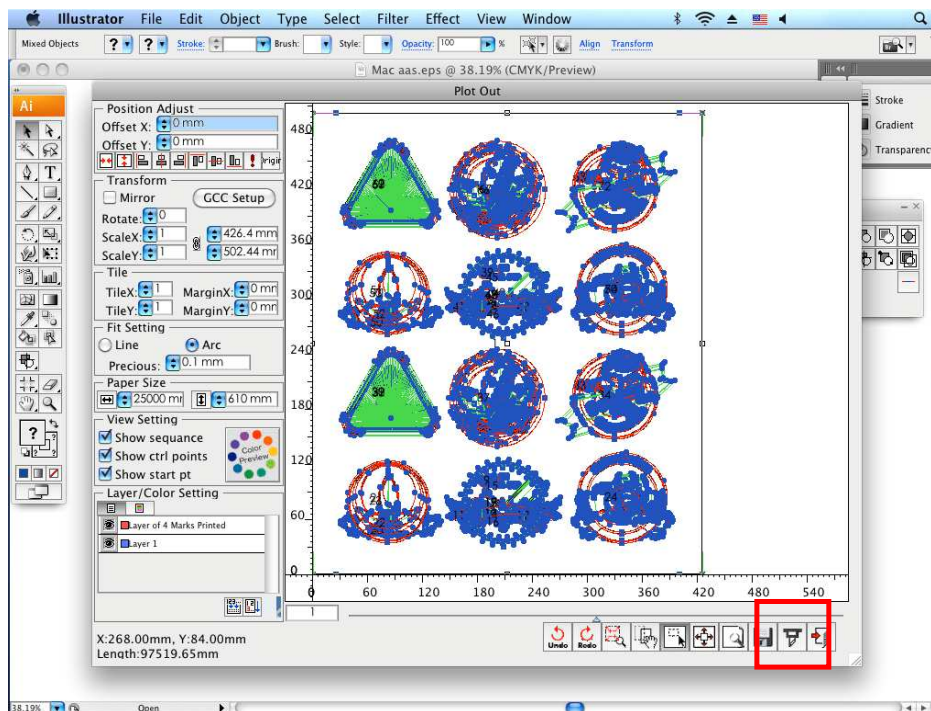 Illustrator File Edit Object Type Select Filter Effect View Window
Mixed Objects ? ? Stroke: Brush: Style: Opacity: 100 % Align Transform
Mac aas.eps @ 38.19% (CMYK/Preview)
Plot Out
Ai
Position Adjust
Offset X: 0 mm
Offset Y: 0 mm
Transform
Mirror GCC Setup
Rotate: 0
ScaleX: 1 426.4 mm
ScaleY: 1 502.44 mr
Tile
TileX: 1 MarginX: 0 mr
TileY: 1 MarginY: 0 mr
Fit Setting
Line Arc
Precious: 0.1 mm
Paper Size
25000 mr 610 mm
View Setting
Show sequance
Show ctrl points
Show start pt
Color Preview
Layer/Color Setting
Layer of 4 Marks Printed
Layer 1
480
420
360
300
240
180
120
60
0
0 60 120 180 240 300 360 420 480 540
1
Undo Redo
X:268.00mm, Y:84.00mm
Length:97519.65mm
Stroke
Gradient
Transparency
38.19% Open